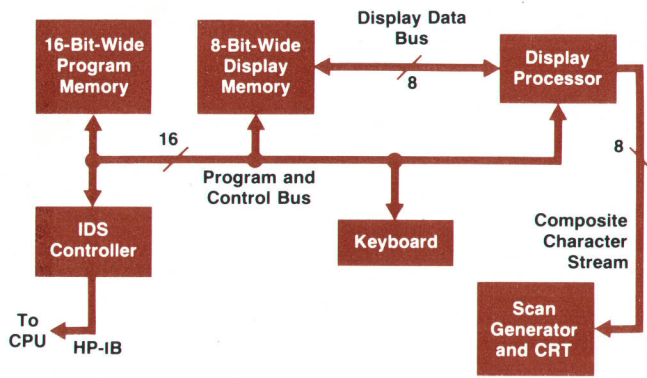 16-Bit-Wide
Program
Memory
8-Bit-Wide
Display
Memory
Display Data
Bus
8
Display
Processor
16
Program and
Control Bus
8
IDS
Controller
Keyboard
Composite
Character
Stream
To
CPU
HP-IB
Scan
Generator
and CRT